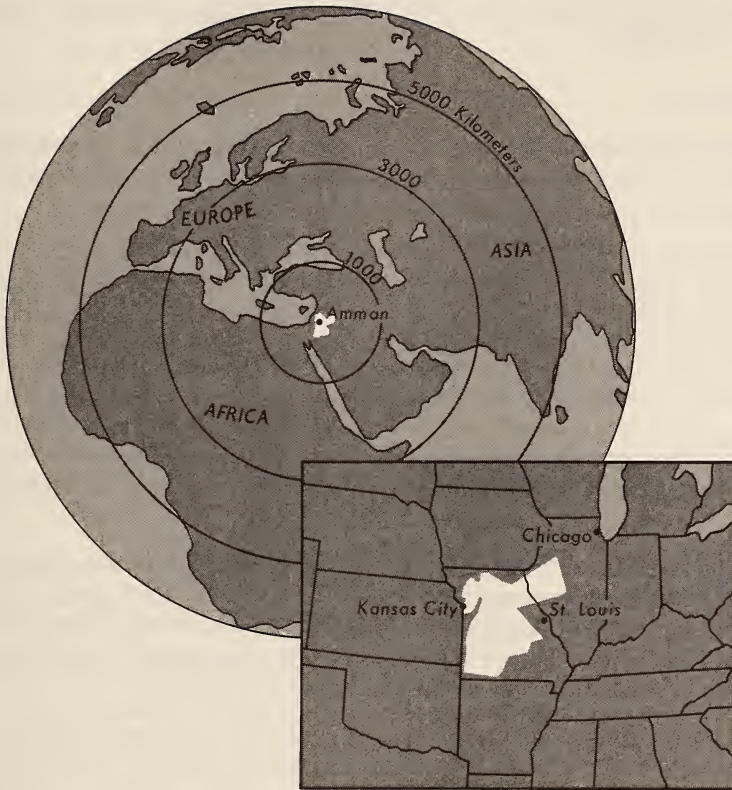 5000 Kilometers
3000
EUROPE
ASIA
1000
Amman
AFRICA
Chicago
Kansas City
St. Louis